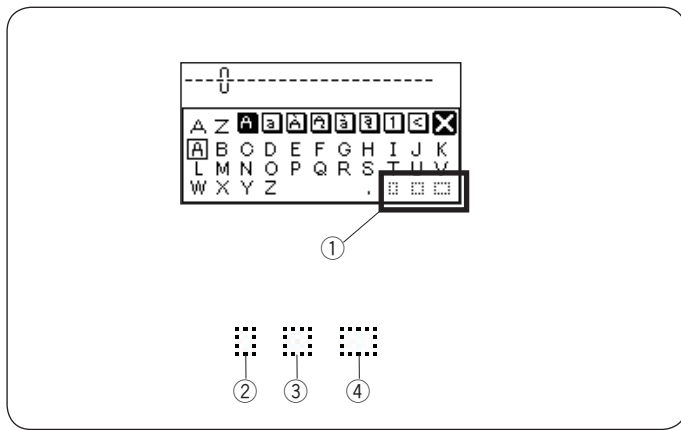 A Z A a À A à a 1 < X
A B C D E F G H I J K
L M N O P Q R S T U V
W X Y Z .
①
② ③ ④